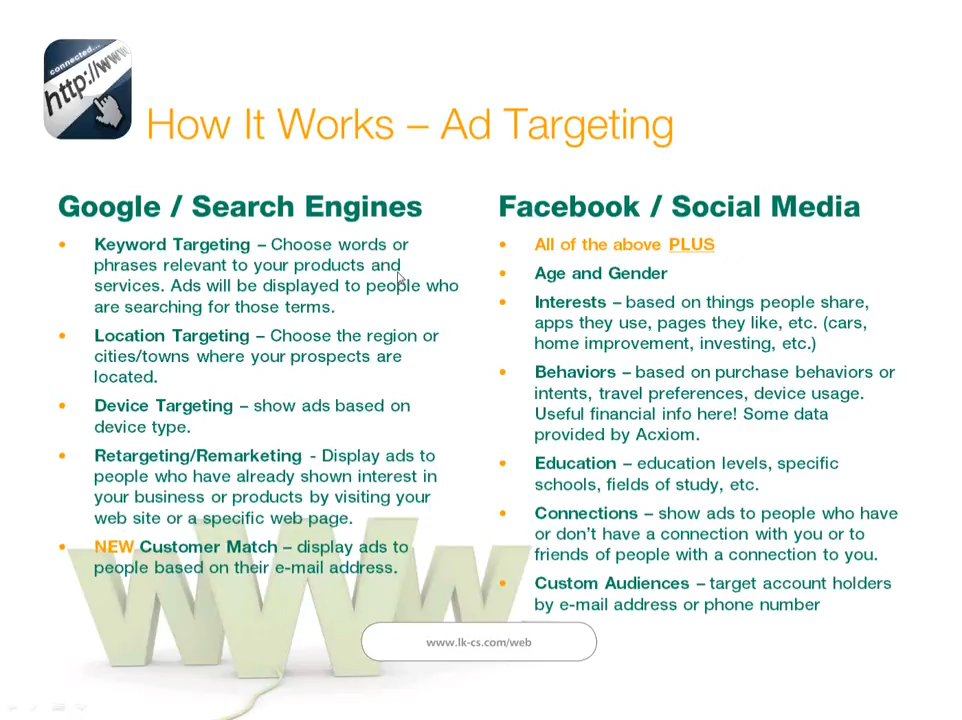 connected...
http://www
How It Works – Ad Targeting
Google / Search Engines
• Keyword Targeting – Choose words or
phrases relevant to your products and
services. Ads will be displayed to people who
are searching for those terms.
• Location Targeting – Choose the region or
cities/towns where your prospects are
located.
• Device Targeting – show ads based on
device type.
• Retargeting/Remarketing - Display ads to
people who have already shown interest in
your business or products by visiting your
web site or a specific web page.
• NEW Customer Match – display ads to
people based on their e-mail address.
Facebook / Social Media
• All of the above PLUS
• Age and Gender
• Interests – based on things people share,
apps they use, pages they like, etc. (cars,
home improvement, investing, etc.)
• Behaviors – based on purchase behaviors or
intents, travel preferences, device usage.
Useful financial info here! Some data
provided by Acxiom.
• Education – education levels, specific
schools, fields of study, etc.
• Connections – show ads to people who have
or don't have a connection with you or to
friends of people with a connection to you.
• Custom Audiences – target account holders
by e-mail address or phone number
www
www.lk-cs.com/web